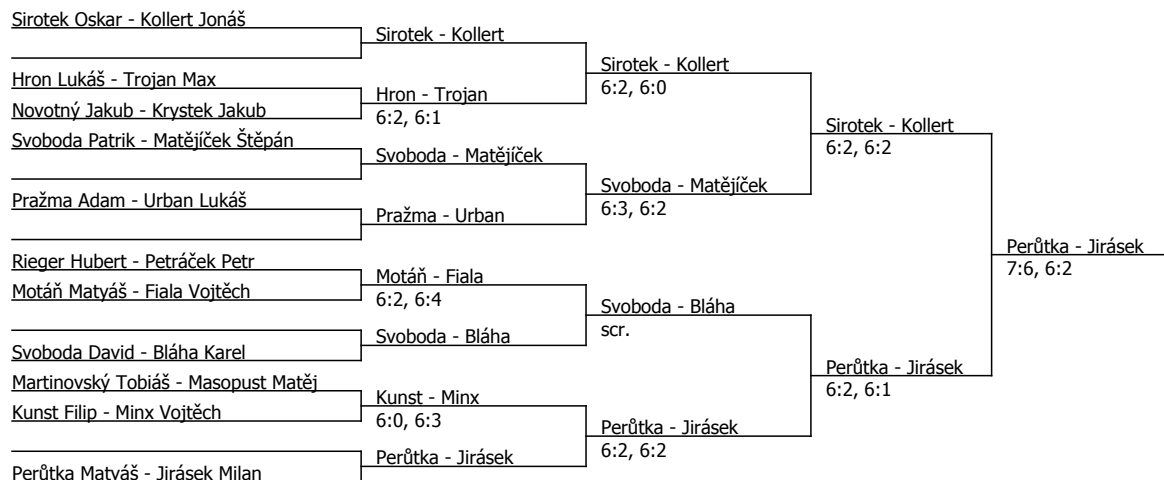 Sirotek Oskar - Kollert Jonáš
Sirotek - Kollert
Sirotek - Kollert
6:2, 6:0
Hron Lukáš - Trojan Max
Hron - Trojan
6:2, 6:1
Novotný Jakub - Krystek Jakub
Sirotek - Kollert
6:2, 6:2
Svoboda Patrik - Matějíček Štěpán
Svoboda - Matějíček
Svoboda - Matějíček
6:3, 6:2
Pražma Adam - Urban Lukáš
Pražma - Urban
Perůtka - Jirásek
7:6, 6:2
Rieger Hubert - Petráček Petr
Motáň - Fiala
6:2, 6:4
Motáň Matyáš - Fiala Vojtěch
Svoboda - Bláha
scr.
Svoboda - Bláha
Svoboda David - Bláha Karel
Perůtka - Jirásek
6:2, 6:1
Martinovský Tobiáš - Masopust Matěj
Kunst - Minx
6:0, 6:3
Kunst Filip - Minx Vojtěch
Perůtka - Jirásek
6:2, 6:2
Perůtka - Jirásek
Perůtka Matyáš - Jirásek Milan